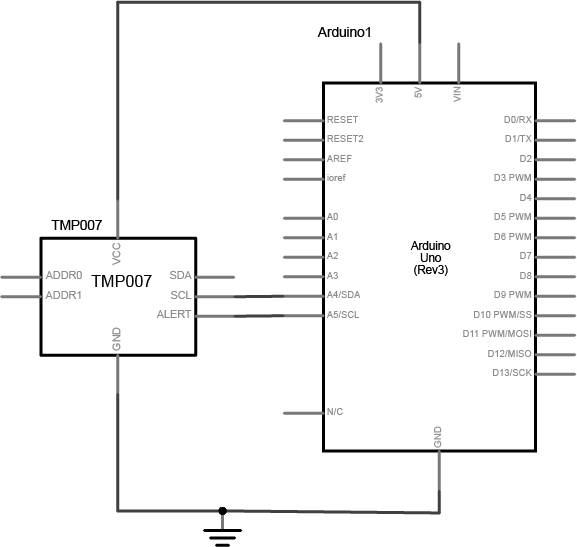 Arduino1
3V3
5V
VIN
RESET
RESET2
AREF
ioref
A0
A1
A2
A3
A4/SDA
A5/SCL
N/C
Arduino
Uno
(Rev3)
D0/RX
D1/TX
D2
D3 PWM
D4
D5 PWM
D6 PWM
D7
D8
D9 PWM
D10 PWM/SS
D11 PWM/MOSI
D12/MISO
D13/SCK
GND
TMP007
VCC
ADDR0
ADDR1
TMP007
SDA
SCL
ALERT
GND